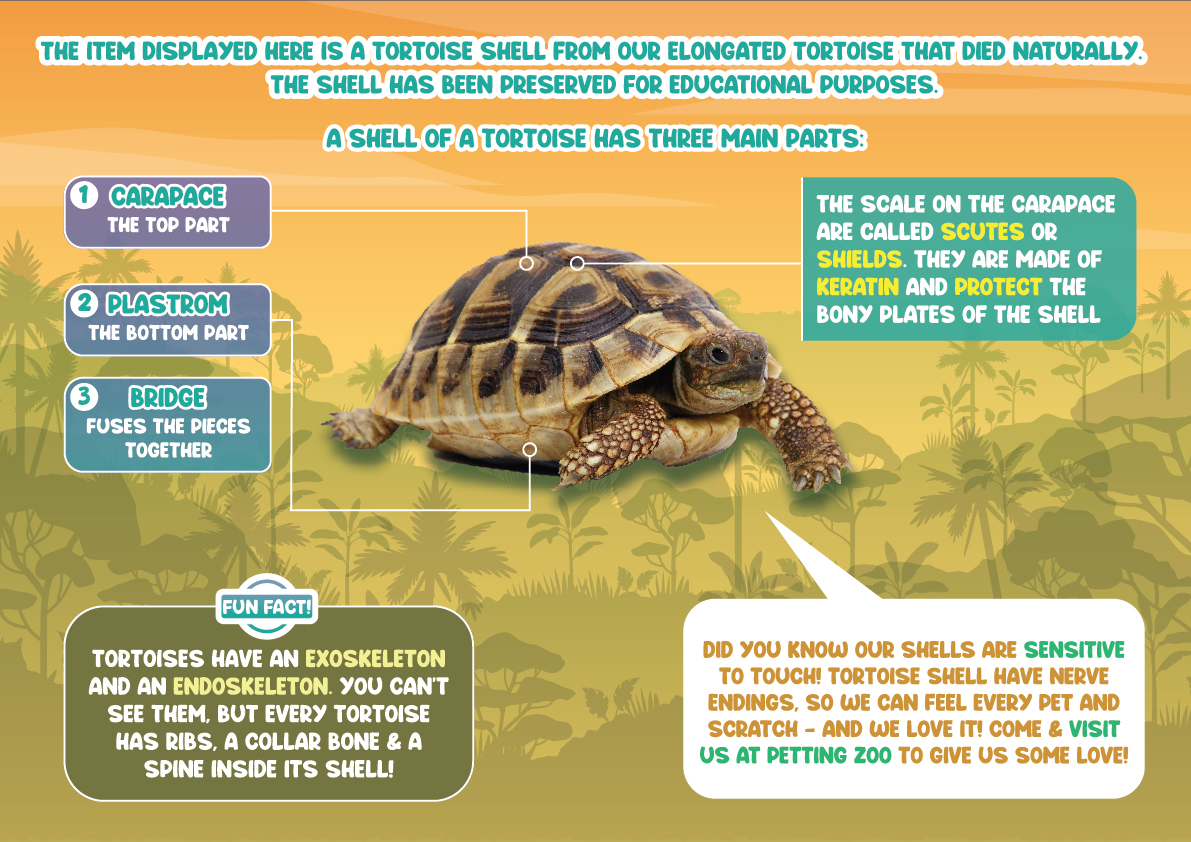 THE ITEM DISPLAYED HERE IS A TORTOISE SHELL FROM OUR ELONGATED TORTOISE THAT DIED NATURALLY.
THE SHELL HAS BEEN PRESERVED FOR EDUCATIONAL PURPOSES.
A SHELL OF A TORTOISE HAS THREE MAIN PARTS:
1 CARAPACE
THE TOP PART
2 PLASTROM
THE BOTTOM PART
3 BRIDGE
FUSES THE PIECES
TOGETHER
THE SCALE ON THE CARAPACE
ARE CALLED SCUTES OR
SHIELDS. THEY ARE MADE OF
KERATIN AND PROTECT THE
BONY PLATES OF THE SHELL
FUN FACT!
TORTOISES HAVE AN EXOSKELETON
AND AN ENDOSKELETON. YOU CAN'T
SEE THEM, BUT EVERY TORTOISE
HAS RIBS, A COLLAR BONE & A
SPINE INSIDE ITS SHELL!
DID YOU KNOW OUR SHELLS ARE SENSITIVE
TO TOUCH! TORTOISE SHELL HAVE NERVE
ENDINGS, SO WE CAN FEEL EVERY PET AND
SCRATCH - AND WE LOVE IT! COME & VISIT
US AT PETTING ZOO TO GIVE US SOME LOVE!